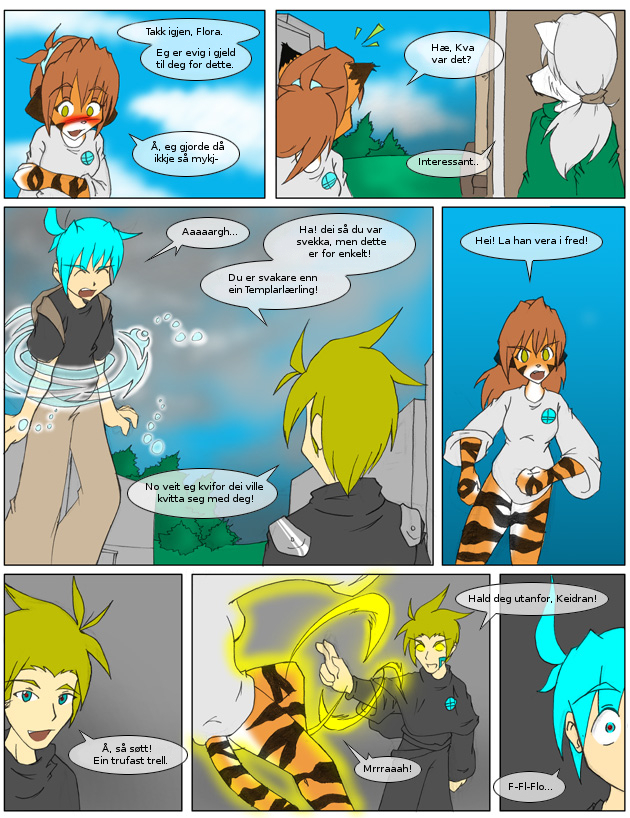 Takk igjen, Flora.
Eg er evig i gjeld
til deg for dette.
Å, eg gjorde då
ikkje så mykj-
Hæ, Kva
var det?
Interessant..
Aaaaargh...
Ha! dei så du var
svekka, men dette
er for enkelt!
Du er svakare enn
ein Templarlærling!
No veit eg kvifor dei ville
kvitta seg med deg!
Hei! La han vera i fred!
Å, så søtt!
Ein trufast trell.
Hald deg utanfor, Keidran!
Mrrraaah!
F-Fl-Flo...